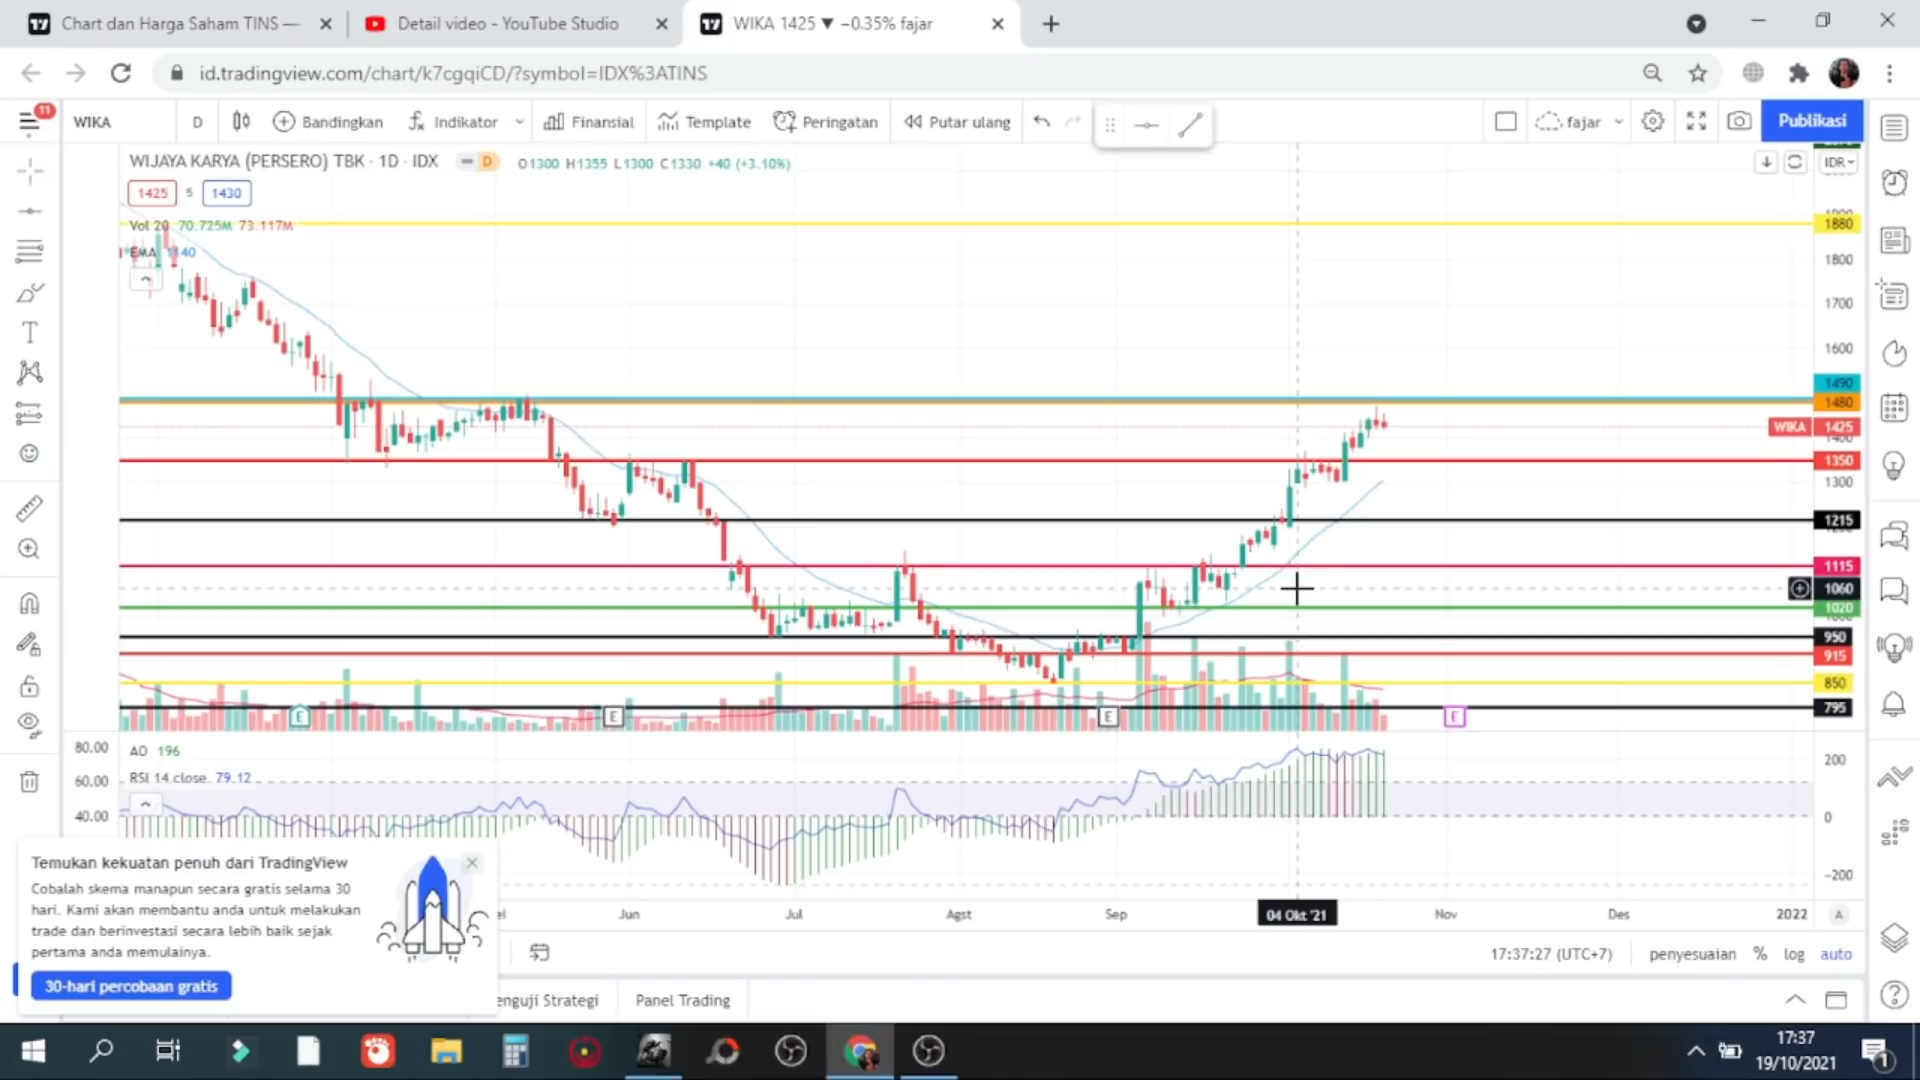 Chart dan Harga Saham TINS —
Detail video - YouTube Studio
WIKA 1425 ▼ −0.35% fajar
id.tradingview.com/chart/k7cgqiCD/?symbol=IDX%3ATINS
11
WIKA
D
Bandingkan
Indikator
Finansial
Template
Peringatan
Putar ulang
fajar
Publikasi
WIJAYA KARYA (PERSERO) TBK · 1D · IDX
D
O1300 H1355 L1300 C1330 +40 (+3.10%)
IDR
1425
5
1430
Vol 20 70.725M 73.117M
EMA 1140
1880
1800
1700
1600
1490
1480
WIKA 1425
1400
1350
1300
1215
1115
1060
1020
950
915
850
795
E
E
E
E
AO 196
RSI 14 close 79.12
80.00
60.00
40.00
200
0
−200
Jun
Jul
Agst
Sep
04 Okt '21
Nov
Des
2022
A
Temukan kekuatan penuh dari TradingView
Cobalah skema manapun secara gratis selama 30
hari. Kami akan membantu anda untuk melakukan
trade dan berinvestasi secara lebih baik sejak
pertama anda memulainya.
30-hari percobaan gratis
17:37:27 (UTC+7)
penyesuaian
%
log
auto
enguji Strategi
Panel Trading
17:37
19/10/2021
1